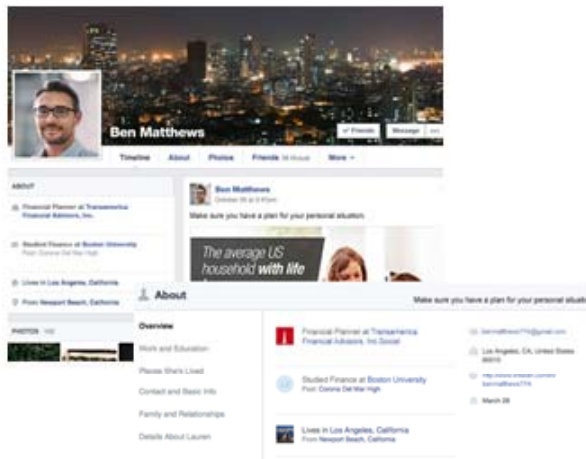 Ben Matthews
Friends
Message
Timeline
About
Photos
Friends
More
ABOUT
Financial Planner at Transamerica
Financial Advisors, Inc.
Studied Finance at Boston University
Past: Corona Del Mar High
Lives in Los Angeles, California
From Newport Beach, California
PHOTOS
Ben Matthews
Make sure you have a plan for your personal situation.
The average US
household with life
About
Make sure you have a plan for your personal situatio
Overview
Work and Education
Places She's Lived
Contact and Basic Info
Family and Relationships
Details About Lauren
Financial Planner at Transamerica
Financial Advisors, Inc Social
Studied Finance at Boston University
Past: Corona Del Mar High
Lives in Los Angeles, California
From Newport Beach, California
Los Angeles, CA, United States
March 28